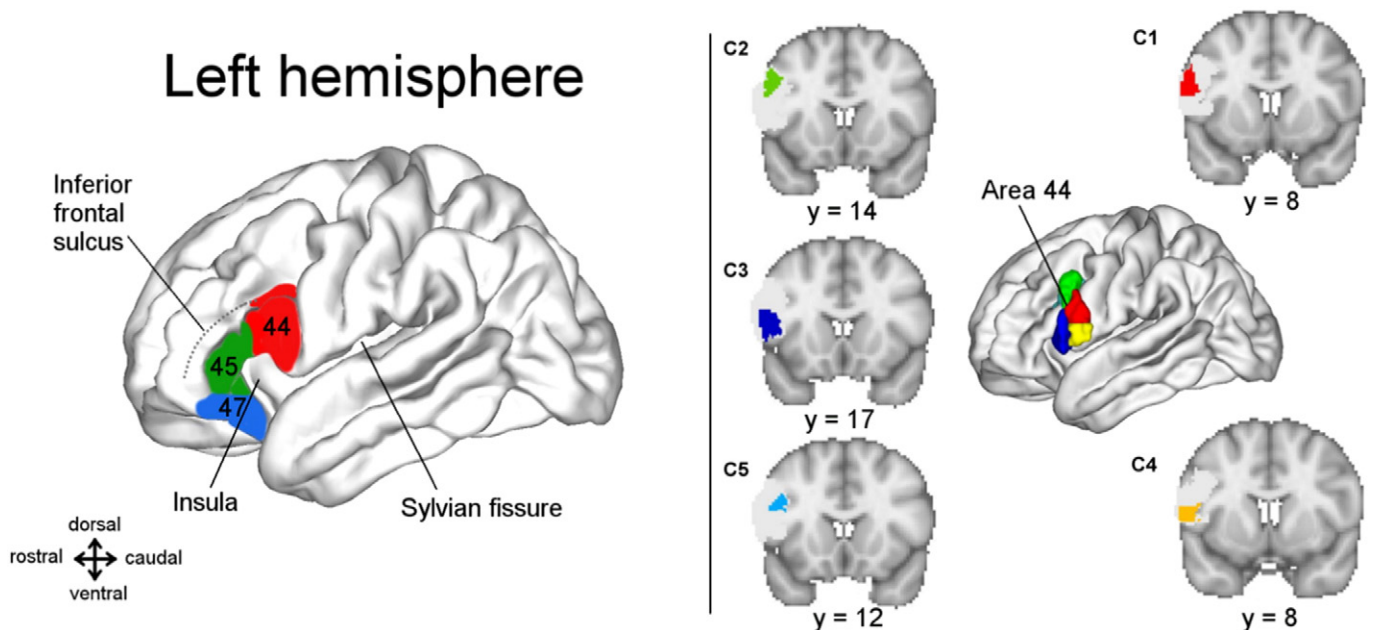 Left hemisphere
Inferior
frontal
sulcus
44
45
47
Insula
Sylvian fissure
dorsal
rostral
caudal
ventral
C2
y = 14
C3
y = 17
C5
y = 12
C1
y = 8
Area 44
C4
y = 8